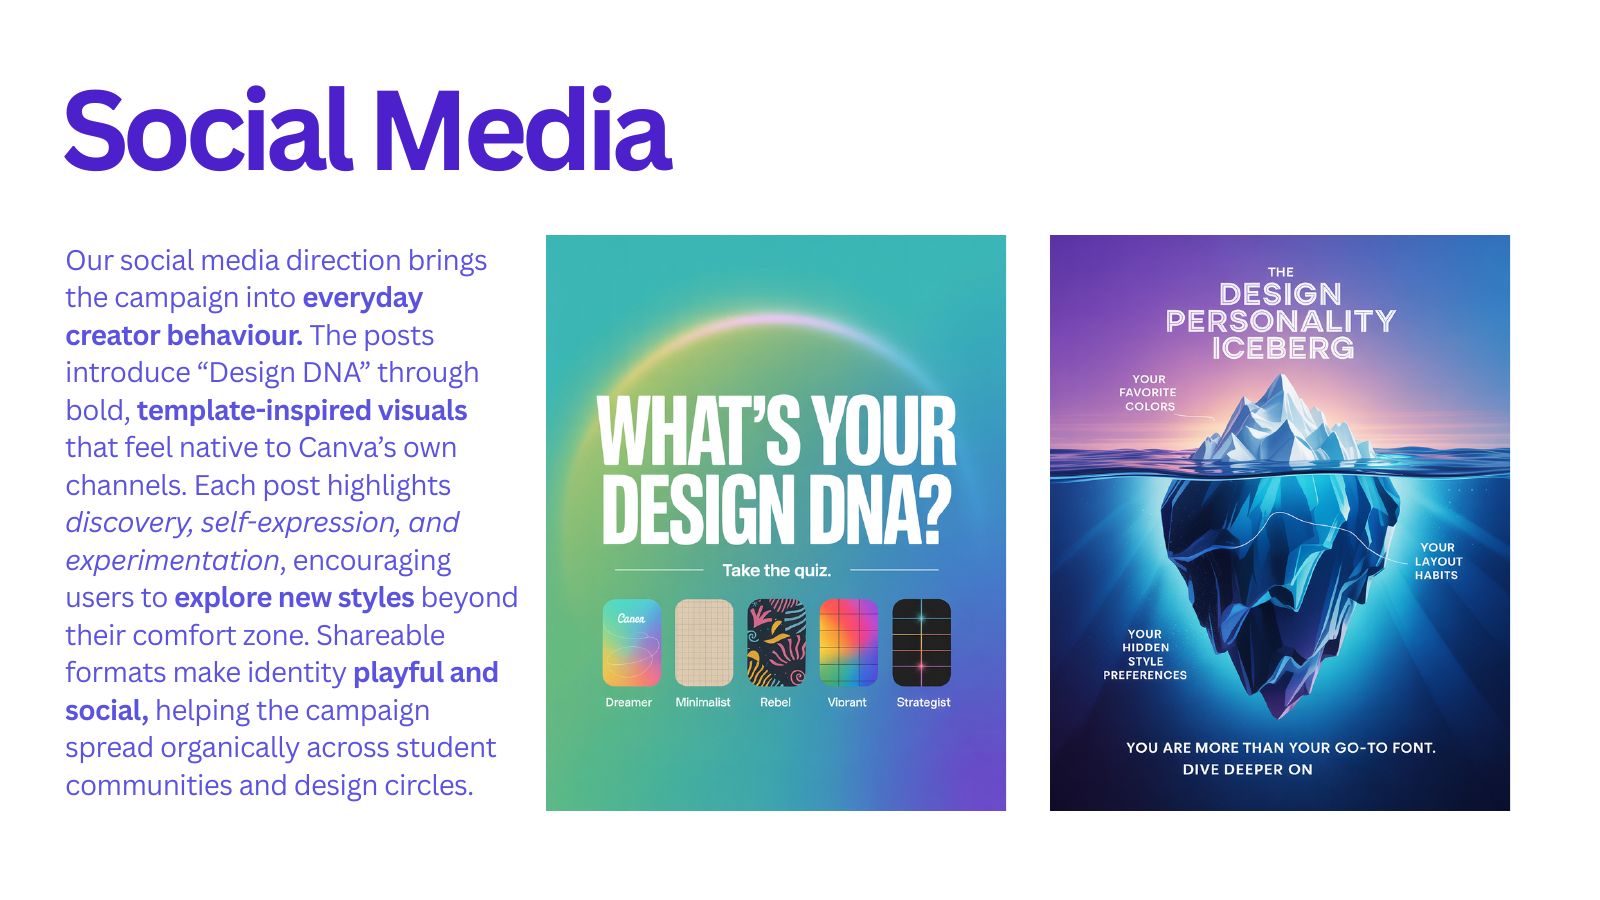 Social Media
Our social media direction brings
the campaign into everyday
creator behaviour. The posts
introduce “Design DNA” through
bold, template-inspired visuals
that feel native to Canva’s own
channels. Each post highlights
discovery, self-expression, and
experimentation, encouraging
users to explore new styles beyond
their comfort zone. Shareable
formats make identity playful and
social, helping the campaign
spread organically across student
communities and design circles.
WHAT’S YOUR
DESIGN DNA?
Take the quiz.
Dreamer
Minimalist
Rebel
Vibrant
Strategist
THE
DESIGN
PERSONALITY
ICEBERG
YOUR
FAVORITE
COLORS
YOUR
LAYOUT
HABITS
YOUR
HIDDEN
STYLE
PREFERENCES
YOU ARE MORE THAN YOUR GO-TO FONT.
DIVE DEEPER ON